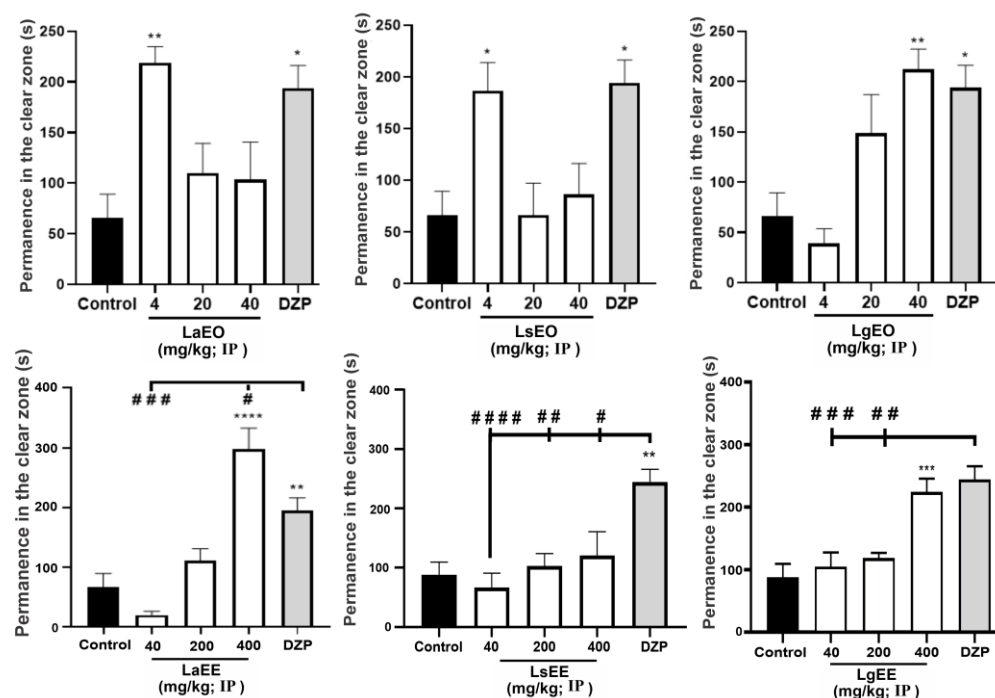 Permanence in the clear zone (s)
250
200
150
100
50
0
**
*
Control 4 20 40 DZP
LaEO
(mg/kg; IP )
Permanence in the clear zone (s)
250
200
150
100
50
0
*
*
Control 4 20 40 DZP
LsEO
(mg/kg; IP )
Permanence in the clear zone (s)
250
200
150
100
50
0
**
*
Control 4 20 40 DZP
LgEO
(mg/kg; IP )
Permanence in the clear zone (s)
400
300
200
100
0
### #
****
**
Control 40 200 400 DZP
LaEE
(mg/kg; IP )
Permanence in the clear zone (s)
400
300
200
100
0
#### ## #
**
Control 40 200 400 DZP
LsEE
(mg/kg; IP )
Permanence in the clear zone (s)
400
300
200
100
0
### ##
***
Control 40 200 400 DZP
LgEE
(mg/kg; IP )